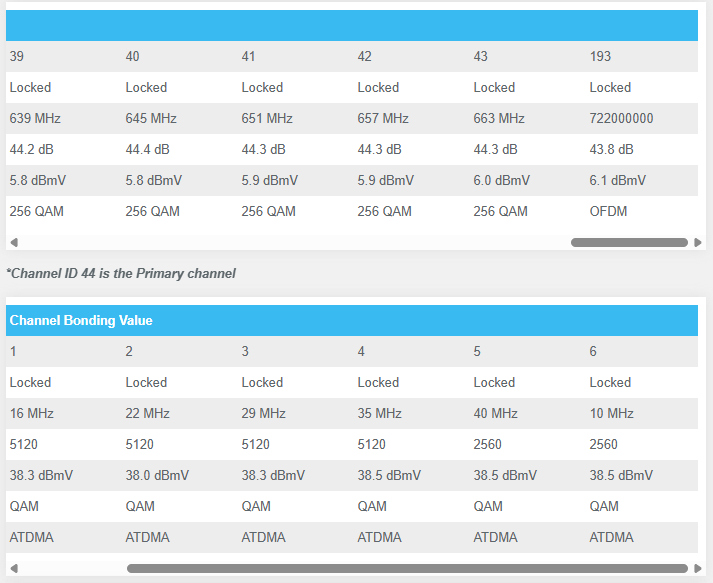 39 40 41 42 43 193
Locked Locked Locked Locked Locked Locked
639 MHz 645 MHz 651 MHz 657 MHz 663 MHz 722000000
44.2 dB 44.4 dB 44.3 dB 44.3 dB 44.3 dB 43.8 dB
5.8 dBmV 5.8 dBmV 5.9 dBmV 5.9 dBmV 6.0 dBmV 6.1 dBmV
256 QAM 256 QAM 256 QAM 256 QAM 256 QAM OFDM
*Channel ID 44 is the Primary channel
Channel Bonding Value
1 2 3 4 5 6
Locked Locked Locked Locked Locked Locked
16 MHz 22 MHz 29 MHz 35 MHz 40 MHz 10 MHz
5120 5120 5120 5120 2560 2560
38.3 dBmV 38.0 dBmV 38.3 dBmV 38.5 dBmV 38.5 dBmV 38.5 dBmV
QAM QAM QAM QAM QAM QAM
ATDMA ATDMA ATDMA ATDMA ATDMA ATDMA